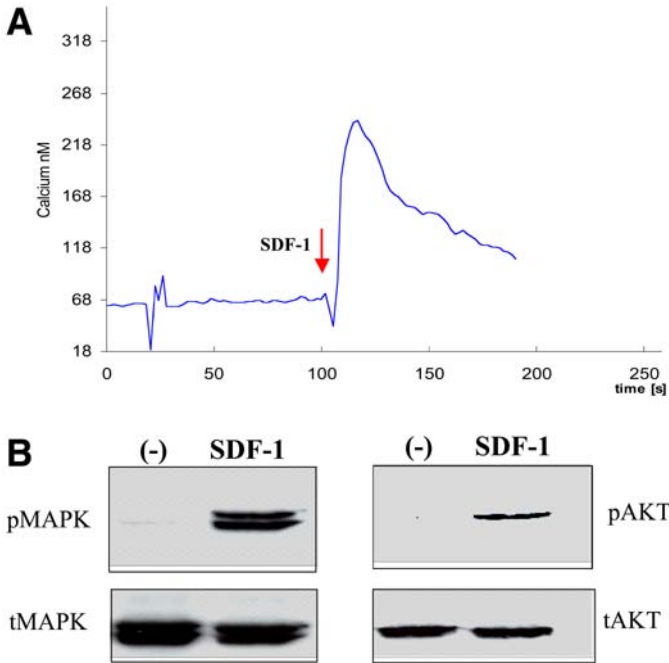 A
Calcium nM
318
268
218
168
118
68
18
SDF-1
0
50
100
150
200
250
time [s]
B
(-) SDF-1
(-) SDF-1
pMAPK
pAKT
tMAPK
tAKT